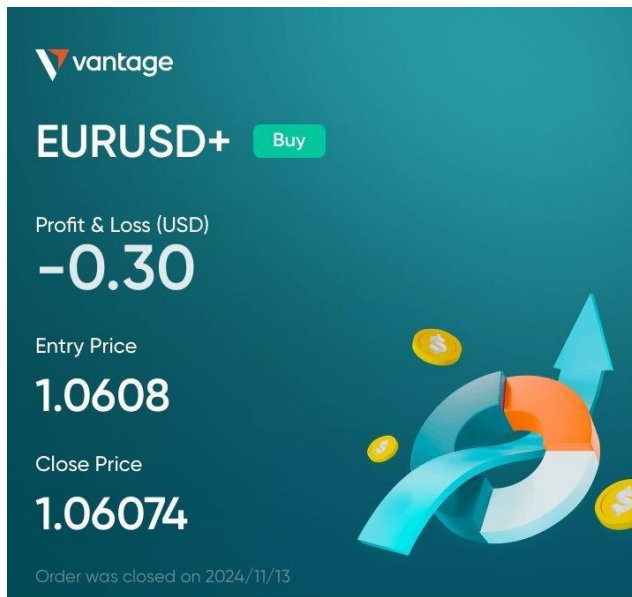 vantage
EURUSD+ Buy
Profit & Loss (USD)
-0.30
Entry Price
1.0608
Close Price
1.06074
Order was closed on 2024/11/13
$
$
$